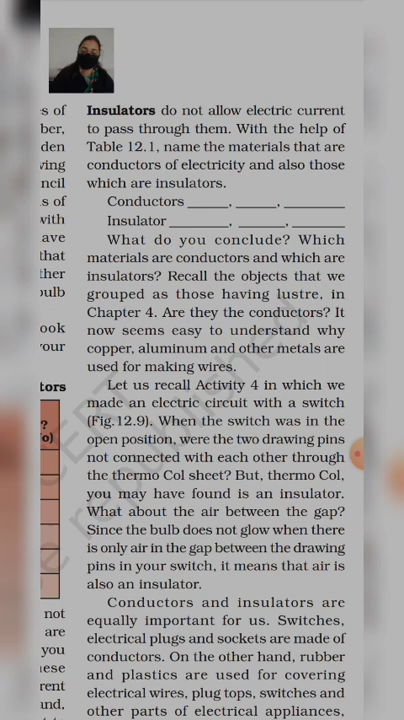 s of
ber,
den
ving
ncil
s of
with
ave
that
ther
bulb
ook
your
tors
?
o)
not
are
you
hese
rent
and,
Insulators do not allow electric current
to pass through them. With the help of
Table 12.1, name the materials that are
conductors of electricity and also those
which are insulators.
Conductors ______, ______, _________
Insulator _________, _______, ________
What do you conclude? Which
materials are conductors and which are
insulators? Recall the objects that we
grouped as those having lustre, in
Chapter 4. Are they the conductors? It
now seems easy to understand why
copper, aluminum and other metals are
used for making wires.
Let us recall Activity 4 in which we
made an electric circuit with a switch
(Fig.12.9). When the switch was in the
open position, were the two drawing pins
not connected with each other through
the thermo Col sheet? But, thermo Col,
you may have found is an insulator.
What about the air between the gap?
Since the bulb does not glow when there
is only air in the gap between the drawing
pins in your switch, it means that air is
also an insulator.
Conductors and insulators are
equally important for us. Switches,
electrical plugs and sockets are made of
conductors. On the other hand, rubber
and plastics are used for covering
electrical wires, plug tops, switches and
other parts of electrical appliances,